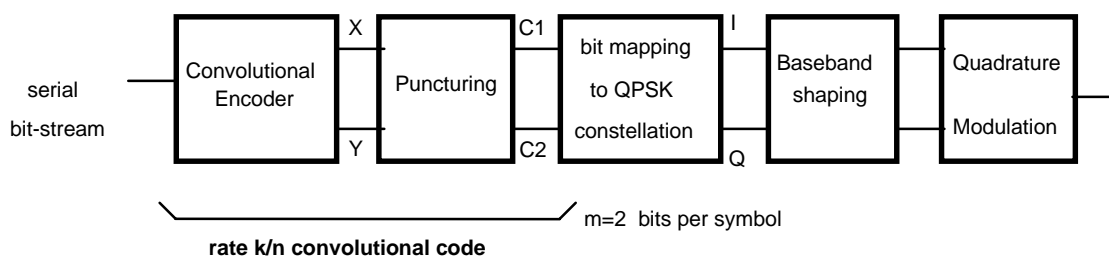 serial
bit-stream
Convolutional
Encoder
X
Y
Puncturing
C1
C2
bit mapping
to QPSK
constellation
I
Q
Baseband
shaping
Quadrature
Modulation
rate k/n convolutional code
m=2 bits per symbol